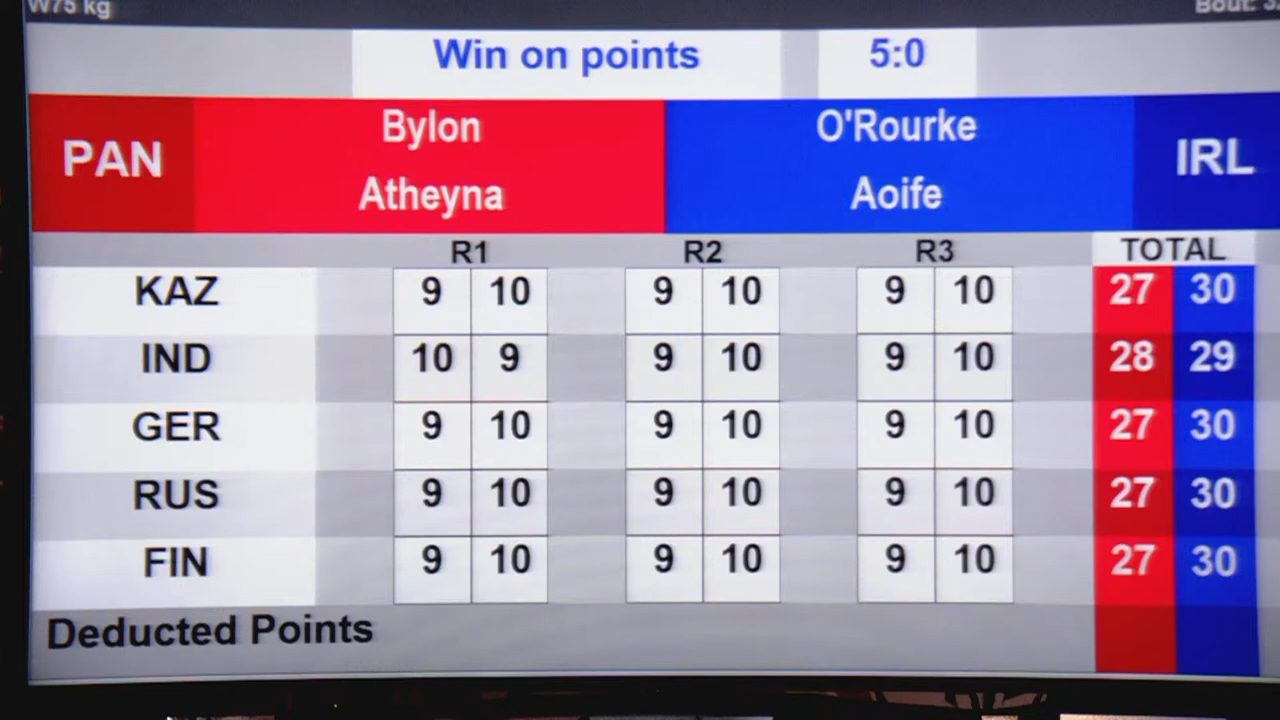 W75 kg Bout:
Win on points 5:0
PAN Bylon Atheyna O'Rourke Aoife IRL
R1 R2 R3 TOTAL
KAZ 9 10 9 10 9 10 27 30
IND 10 9 9 10 9 10 28 29
GER 9 10 9 10 9 10 27 30
RUS 9 10 9 10 9 10 27 30
FIN 9 10 9 10 9 10 27 30
Deducted Points